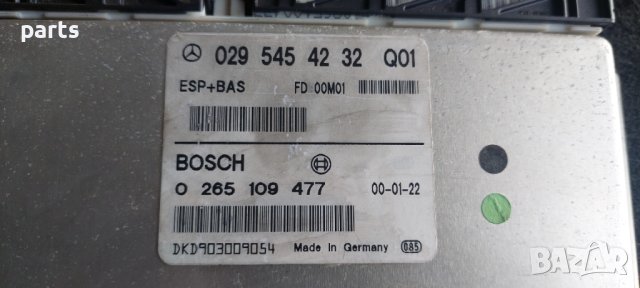 parts
029 545 42 32 Q01
ESP+BAS FD 00M01
BOSCH
0 265 109 477 00-01-22
DKD903009054 Made in Germany 085
BAZAR